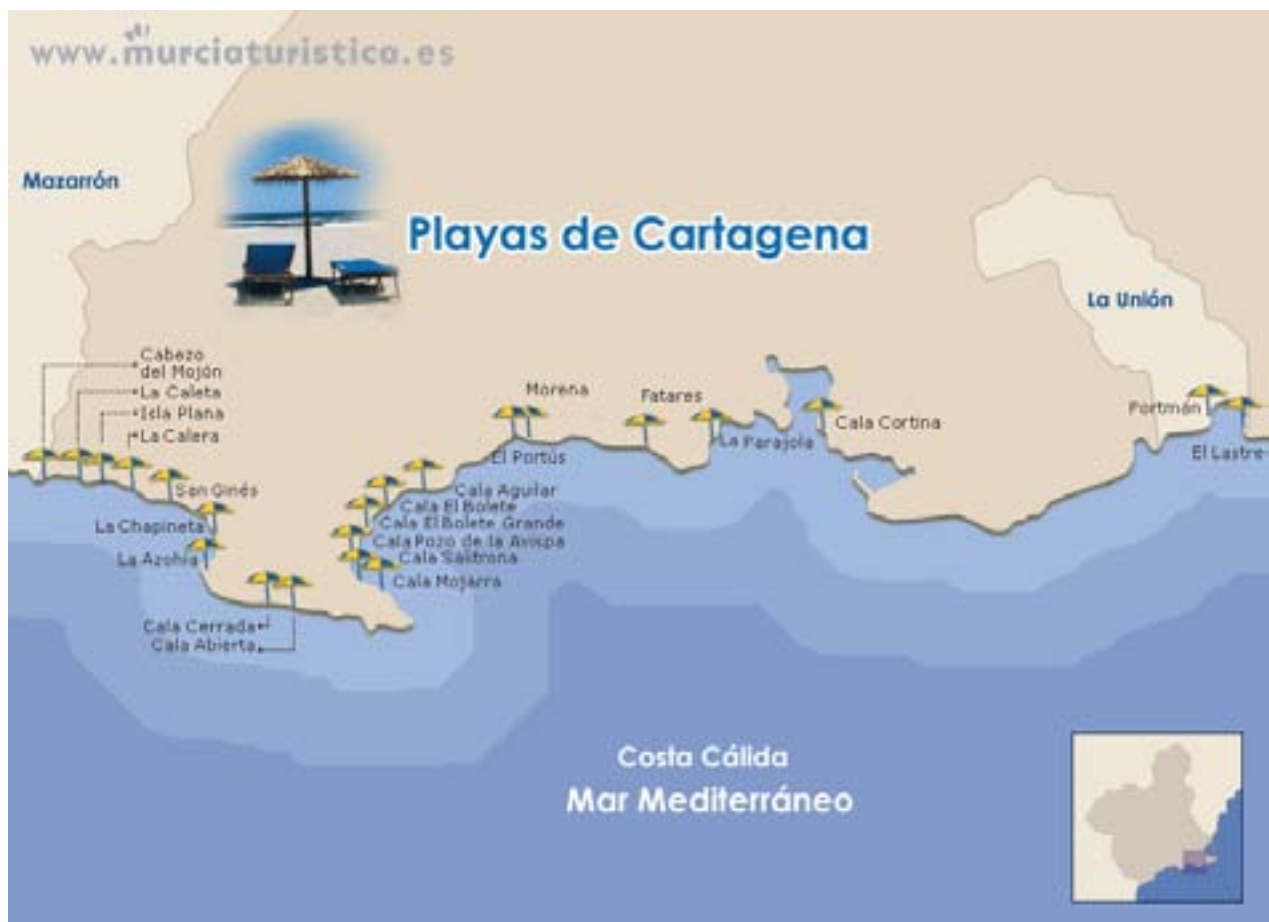 www.murciaturistica.es
Mazarrón
Playas de Cartagena
La Unión
Cabezo
del Mojón
La Caleta
Isla Plana
La Calera
San Ginés
La Chapineta
La Azohía
Cala Cerrada
Cala Abierta
Morena
El Portús
Cala Aguilar
Cala El Bolete
Cala El Bolete Grande
Cala Pozo de la Avispa
Cala Salitrona
Cala Mojarra
Fatares
La Parajola
Cala Cortina
Portmán
El Lastre
Costa Cálida
Mar Mediterráneo